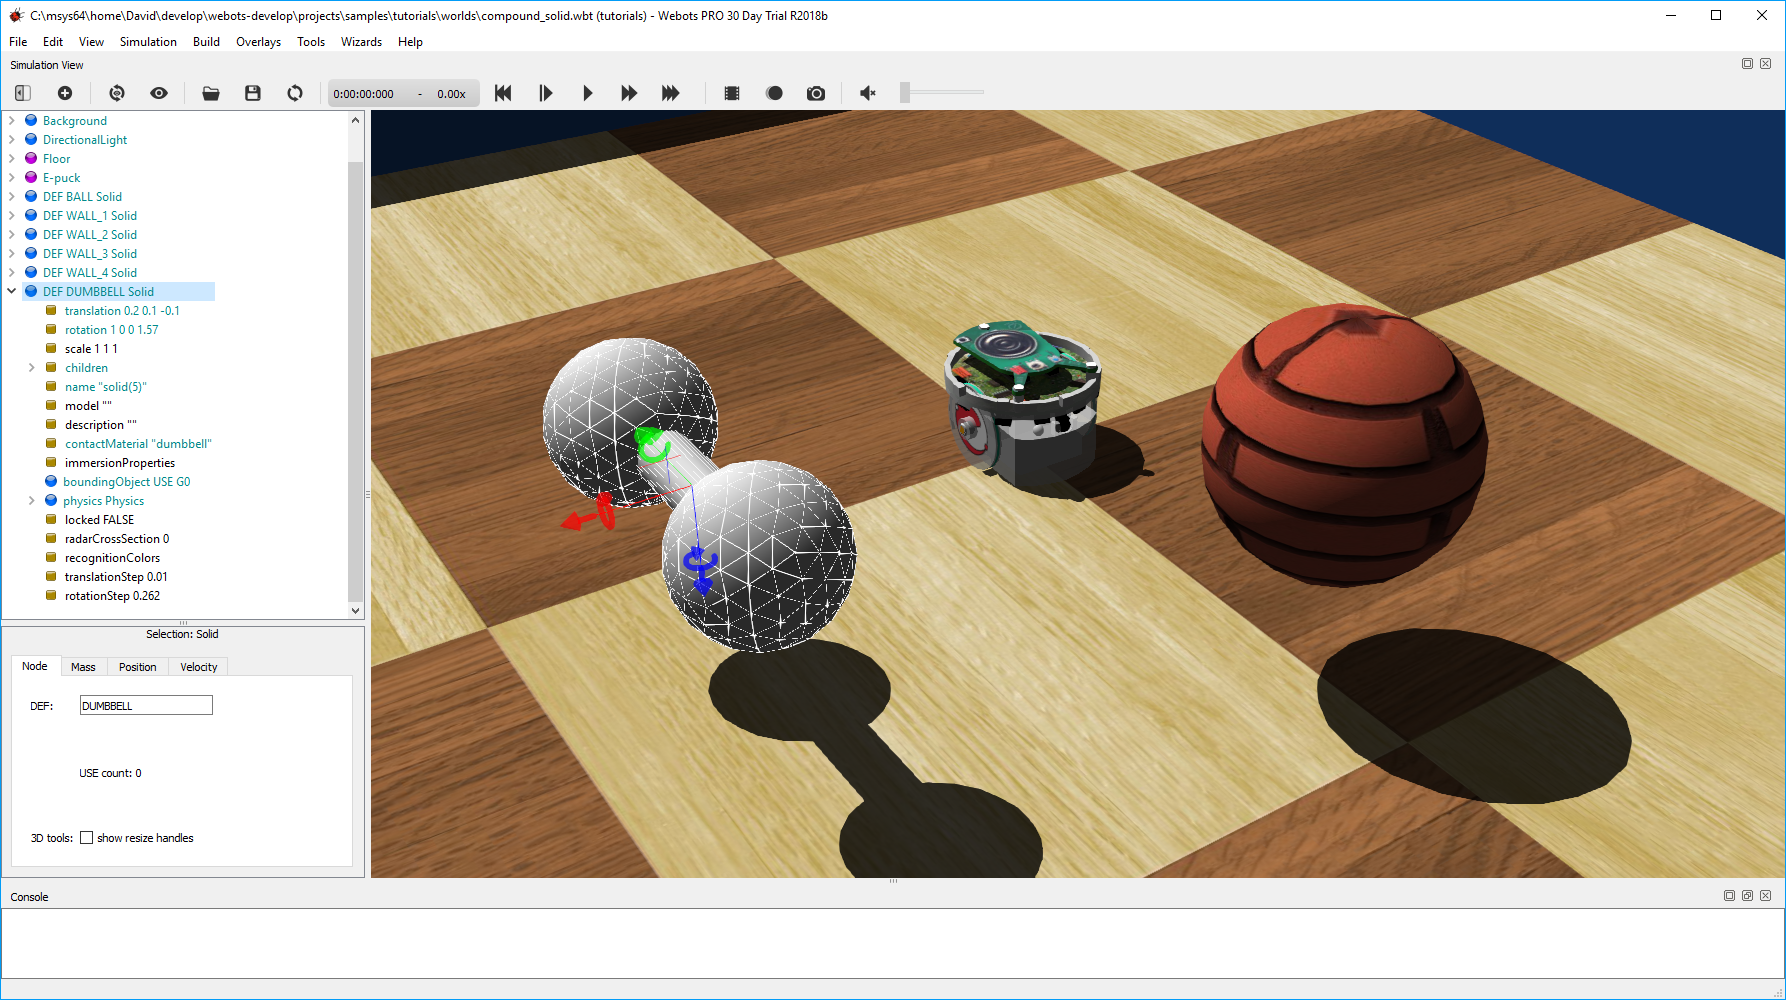 C:\msys64\home\David\develop\webots-develop\projects\samples\tutorials\worlds\compound_solid.wbt (tutorials) - Webots PRO 30 Day Trial R2018b
File Edit View Simulation Build Overlays Tools Wizards Help
Simulation View
0:00:00:000 - 0.00x
Background
DirectionalLight
Floor
E-puck
DEF BALL Solid
DEF WALL_1 Solid
DEF WALL_2 Solid
DEF WALL_3 Solid
DEF WALL_4 Solid
DEF DUMBBELL Solid
translation 0.2 0.1 -0.1
rotation 1 0 0 1.57
scale 1 1 1
children
name "solid(5)"
model ""
description ""
contactMaterial "dumbbell"
immersionProperties
boundingObject USE G0
physics Physics
locked FALSE
radarCrossSection 0
recognitionColors
translationStep 0.01
rotationStep 0.262
Selection: Solid
Node Mass Position Velocity
DEF: DUMBBELL
USE count: 0
3D tools: show resize handles
Console